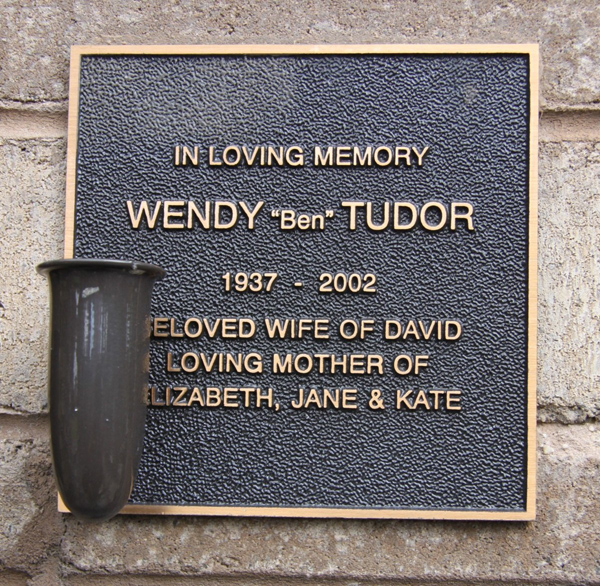 IN LOVING MEMORY
WENDY "Ben" TUDOR
1937 - 2002
BELOVED WIFE OF DAVID
LOVING MOTHER OF
ELIZABETH, JANE & KATE